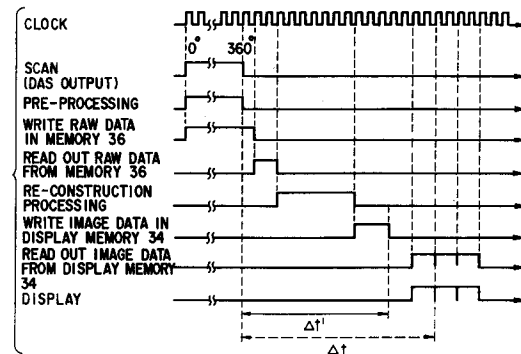 CLOCK
0° 360°
SCAN
(DAS OUTPUT)
PRE-PROCESSING
WRITE RAW DATA
IN MEMORY 36
READ OUT RAW DATA
FROM MEMORY 36
RE-CONSTRUCTION
PROCESSING
WRITE IMAGE DATA IN
DISPLAY MEMORY 34
READ OUT IMAGE DATA
FROM DISPLAY MEMORY
34
DISPLAY
Δt'
Δt